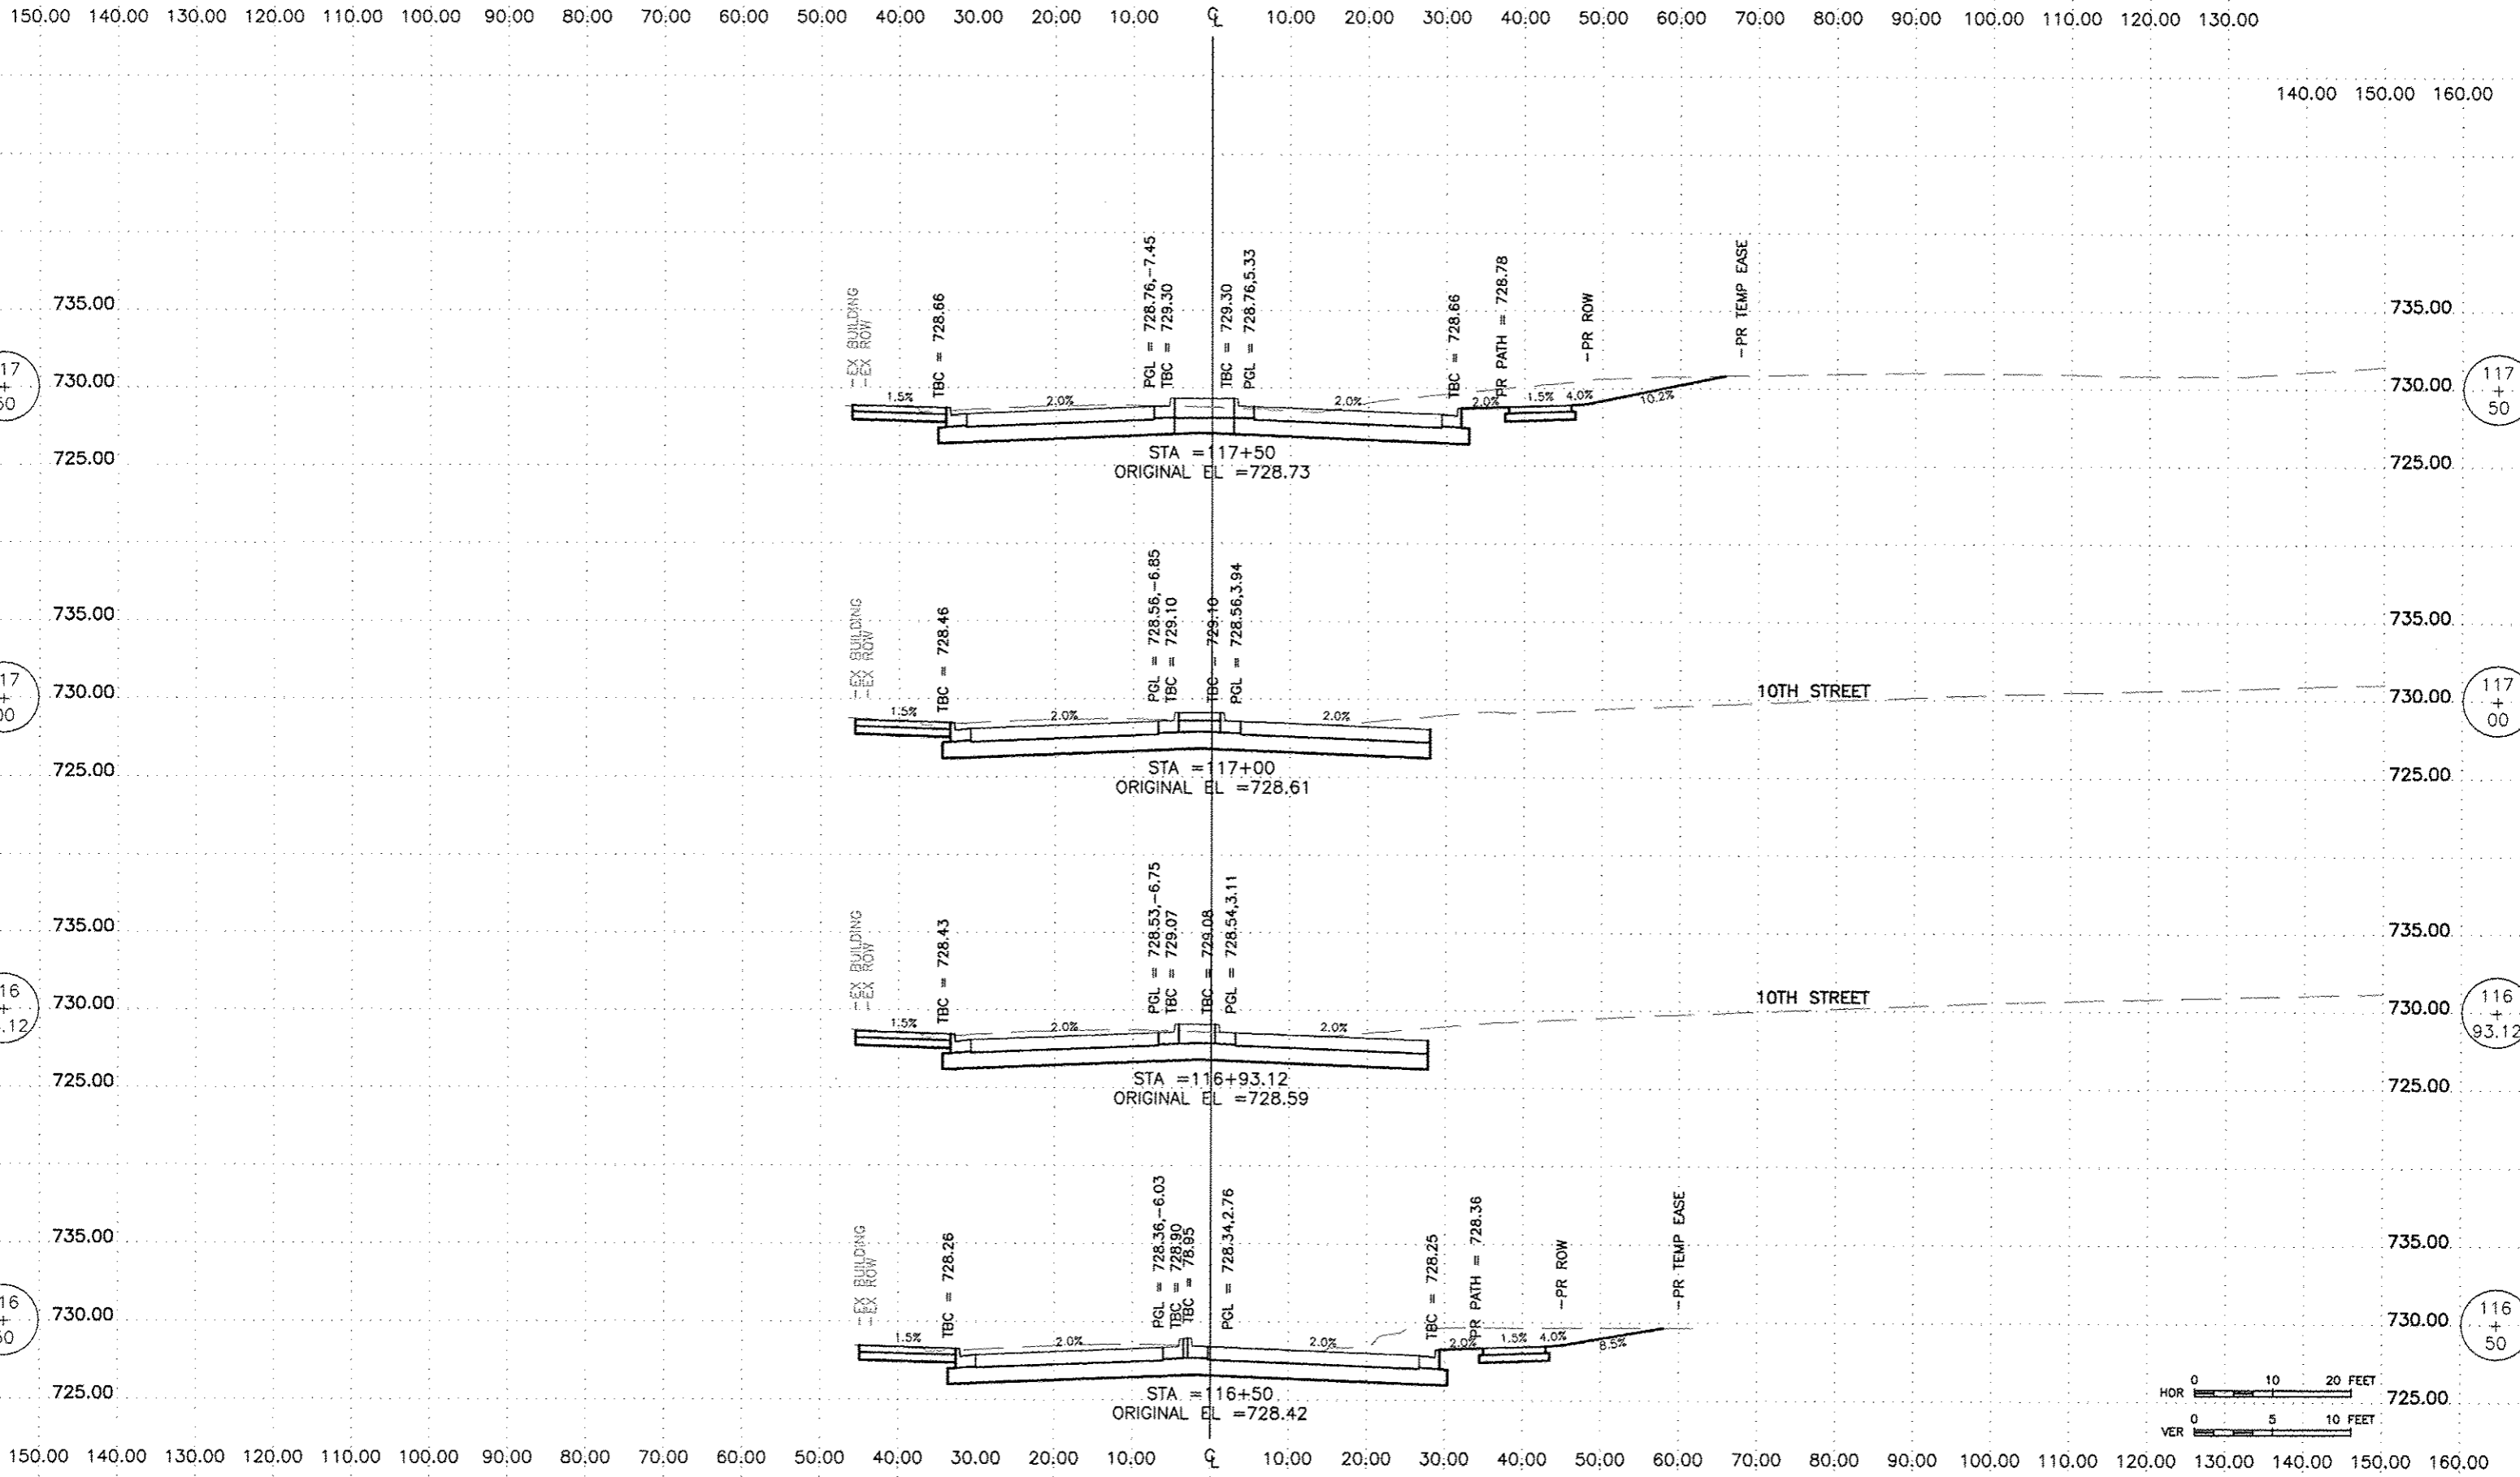 150.00 140.00 130.00 120.00 110.00 100.00 90.00 80.00 70.00 60.00 50.00 40.00 30.00 20.00 10.00 ℄ 10.00 20.00 30.00 40.00 50.00 60.00 70.00 80.00 90.00 100.00 110.00 120.00 130.00
140.00 150.00 160.00
-EX BUILDING
-EX ROW
TBC = 728.66
PGL = 728.76,-7.45
TBC = 729.30
TBC = 729.30
PGL = 728.76,5.33
TBC = 728.66
PR PATH = 728.78
-PR ROW
-PR TEMP EASE
735.00 735.00
730.00 730.00
725.00 725.00
17
+
50
117
+
50
1.5% 2.0% 2.0% 2.0% 1.5% 4.0% 10.2%
STA =117+50
ORIGINAL EL =728.73
-EX BUILDING
-EX ROW
TBC = 728.46
PGL = 728.56,-6.85
TBC = 729.10
TBC = 729.10
PGL = 728.56,3.94
735.00 735.00
730.00 730.00
725.00 725.00
17
+
00
117
+
00
10TH STREET
1.5% 2.0% 2.0%
STA =117+00
ORIGINAL EL =728.61
-EX BUILDING
-EX ROW
TBC = 728.43
PGL = 728.53,-6.75
TBC = 729.07
TBC = 729.08
PGL = 728.54,3.11
735.00 735.00
730.00 730.00
725.00 725.00
16
+
.12
116
+
93.12
10TH STREET
1.5% 2.0% 2.0%
STA =116+93.12
ORIGINAL EL =728.59
-EX BUILDING
-EX ROW
TBC = 728.26
PGL = 728.36,-6.03
TBC = 728.90
TBC = 78.95
PGL = 728.34,2.76
TBC = 728.25
PR PATH = 728.36
-PR ROW
-PR TEMP EASE
735.00 735.00
730.00 730.00
725.00 725.00
16
+
50
116
+
50
1.5% 2.0% 2.0% 2.0% 1.5% 4.0% 8.5%
STA =116+50
ORIGINAL EL =728.42
HOR 0 10 20 FEET
VER 0 5 10 FEET
150.00 140.00 130.00 120.00 110.00 100.00 90.00 80.00 70.00 60.00 50.00 40.00 30.00 20.00 10.00 ℄ 10.00 20.00 30.00 40.00 50.00 60.00 70.00 80.00 90.00 100.00 110.00 120.00 130.00 140.00 150.00 160.00